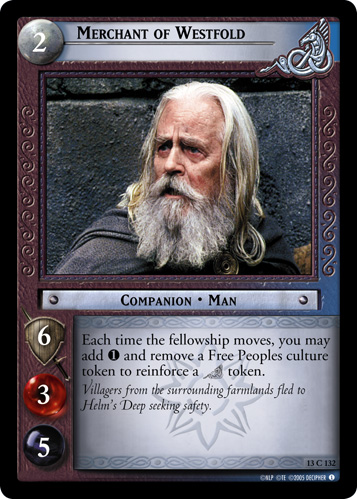 2
MERCHANT OF WESTFOLD
COMPANION • MAN
6
3
5
Each time the fellowship moves, you may
add 1 and remove a Free Peoples culture
token to reinforce a token.
Villagers from the surrounding farmlands fled to
Helm's Deep seeking safety.
13 C 132
©NLP ©TE ©2005 DECIPHER